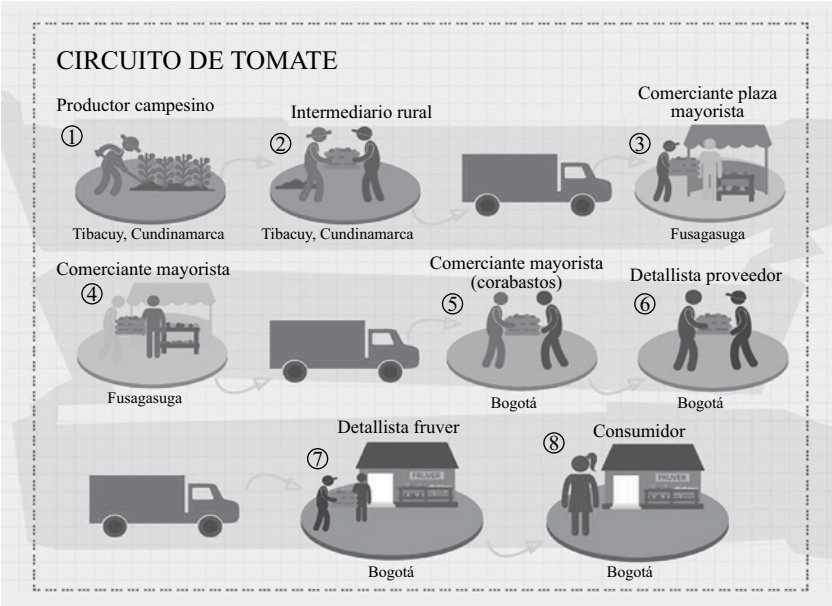 CIRCUITO DE TOMATE
Productor campesino
①
Tibacuy, Cundinamarca
Intermediario rural
②
Tibacuy, Cundinamarca
Comerciante plaza
mayorista
③
Fusagasuga
Comerciante mayorista
④
Fusagasuga
Comerciante mayorista
(corabastos)
⑤
Bogotá
Detallista proveedor
⑥
Bogotá
Detallista fruver
⑦
FRUVER
Bogotá
Consumidor
⑧
FRUVER
Bogotá